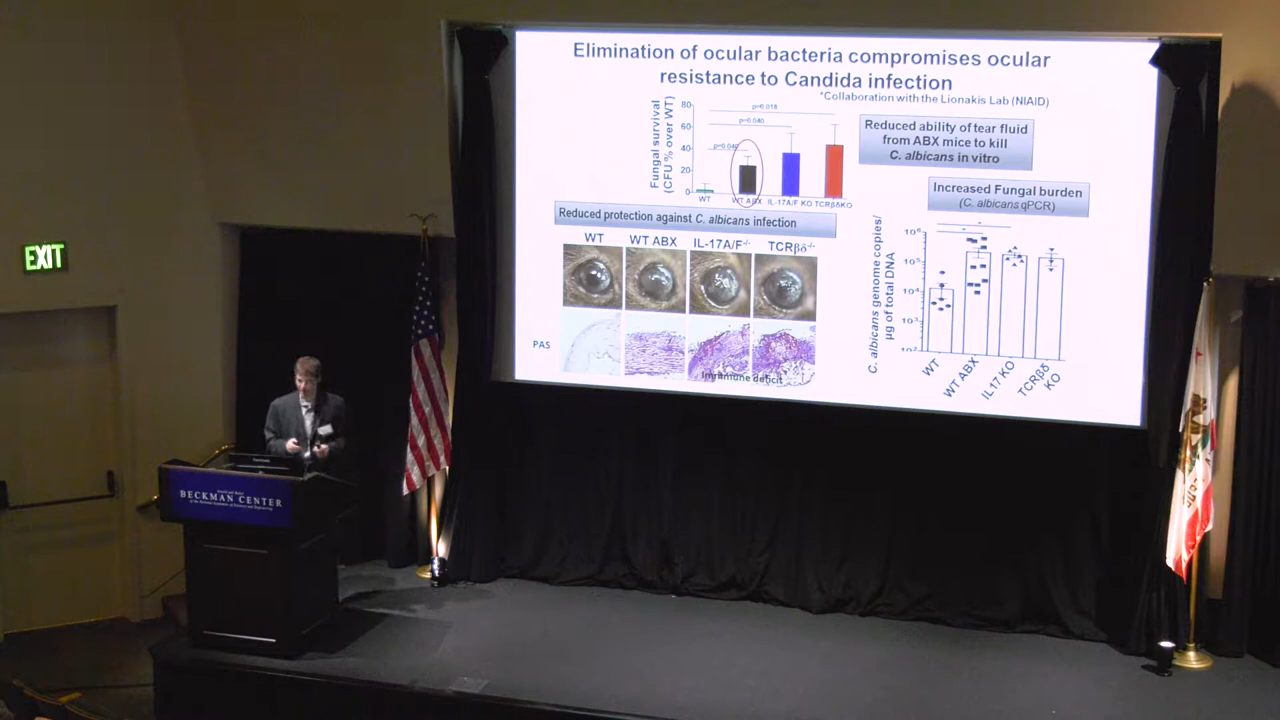 Elimination of ocular bacteria compromises ocular
resistance to Candida infection
*Collaboration with the Lionakis Lab (NIAID)
Fungal survival
(CFU % over WT)
80
60
40
20
0
p=0.018
p=0.040
p=0.040
WT
WT ABX
IL-17A/F KO
TCRβδKO
Reduced ability of tear fluid
from ABX mice to kill
C. albicans in vitro
Increased Fungal burden
(C. albicans qPCR)
Reduced protection against C. albicans infection
WT
WT ABX
IL-17A/F-/-
TCRβδ-/-
PAS
Immune deficit
C. albicans genome copies/
µg of total DNA
10⁶
10⁵
10⁴
10³
10²
*
*
WT
WT ABX
IL17 KO
TCRβδ
KO
EXIT
BECKMAN CENTER